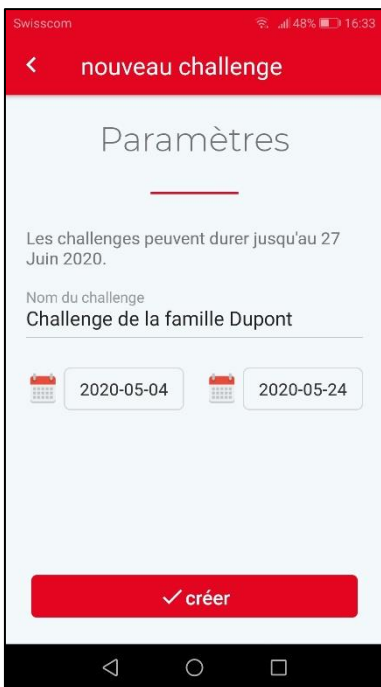 Swisscom 48% 16:33
nouveau challenge
Paramètres
Les challenges peuvent durer jusqu'au 27
Juin 2020.
Nom du challenge
Challenge de la famille Dupont
2020-05-04 2020-05-24
créer